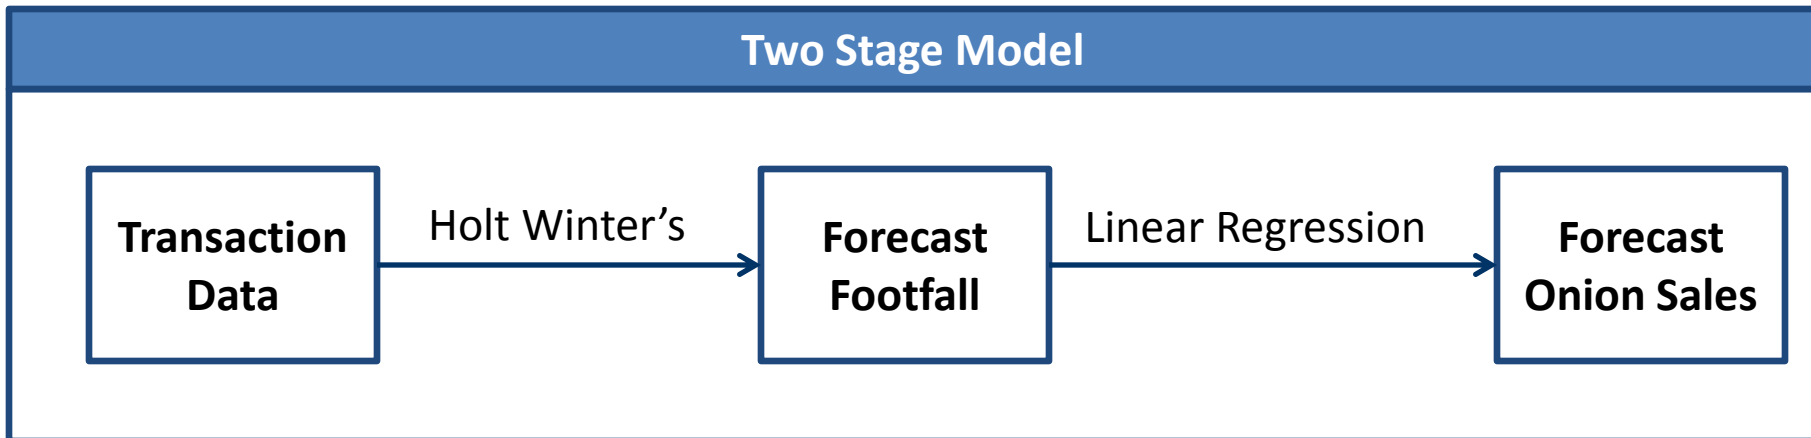 Two Stage Model
Transaction
Data
Holt Winter’s
Forecast
Footfall
Linear Regression
Forecast
Onion Sales